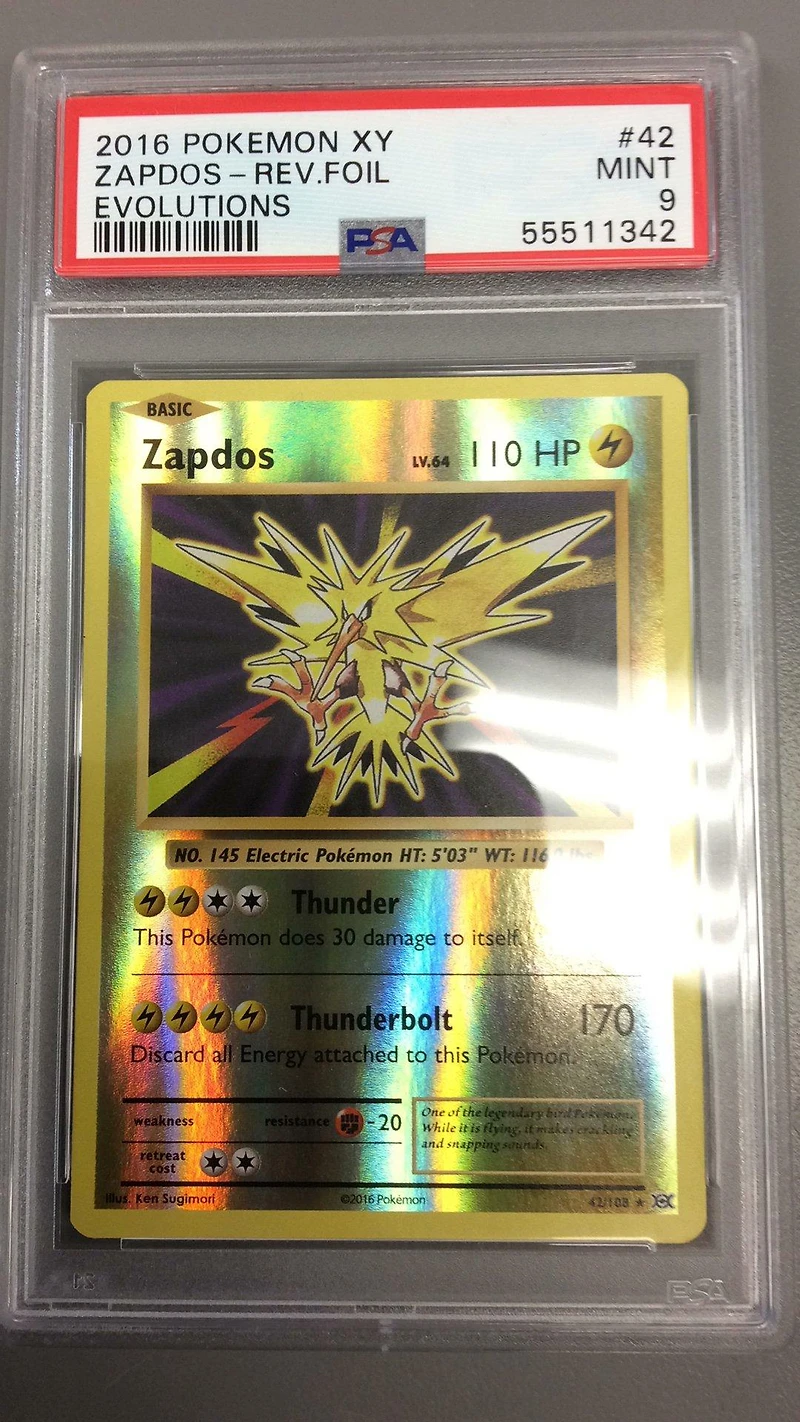 2016 POKEMON XY #42
ZAPDOS – REV.FOIL MINT
EVOLUTIONS 9
PSA 55511342
BASIC
Zapdos LV.64 110 HP
NO. 145 Electric Pokémon HT: 5'03" WT: 116
Thunder
This Pokémon does 30 damage to itself.
Thunderbolt 170
Discard all Energy attached to this Pokémon.
weakness resistance -20
One of the legendary bird Pokémon.
While it is flying, it makes crackling
and snapping sounds.
retreat
cost
Illus. Ken Sugimori ©2016 Pokémon 42/108
PSA